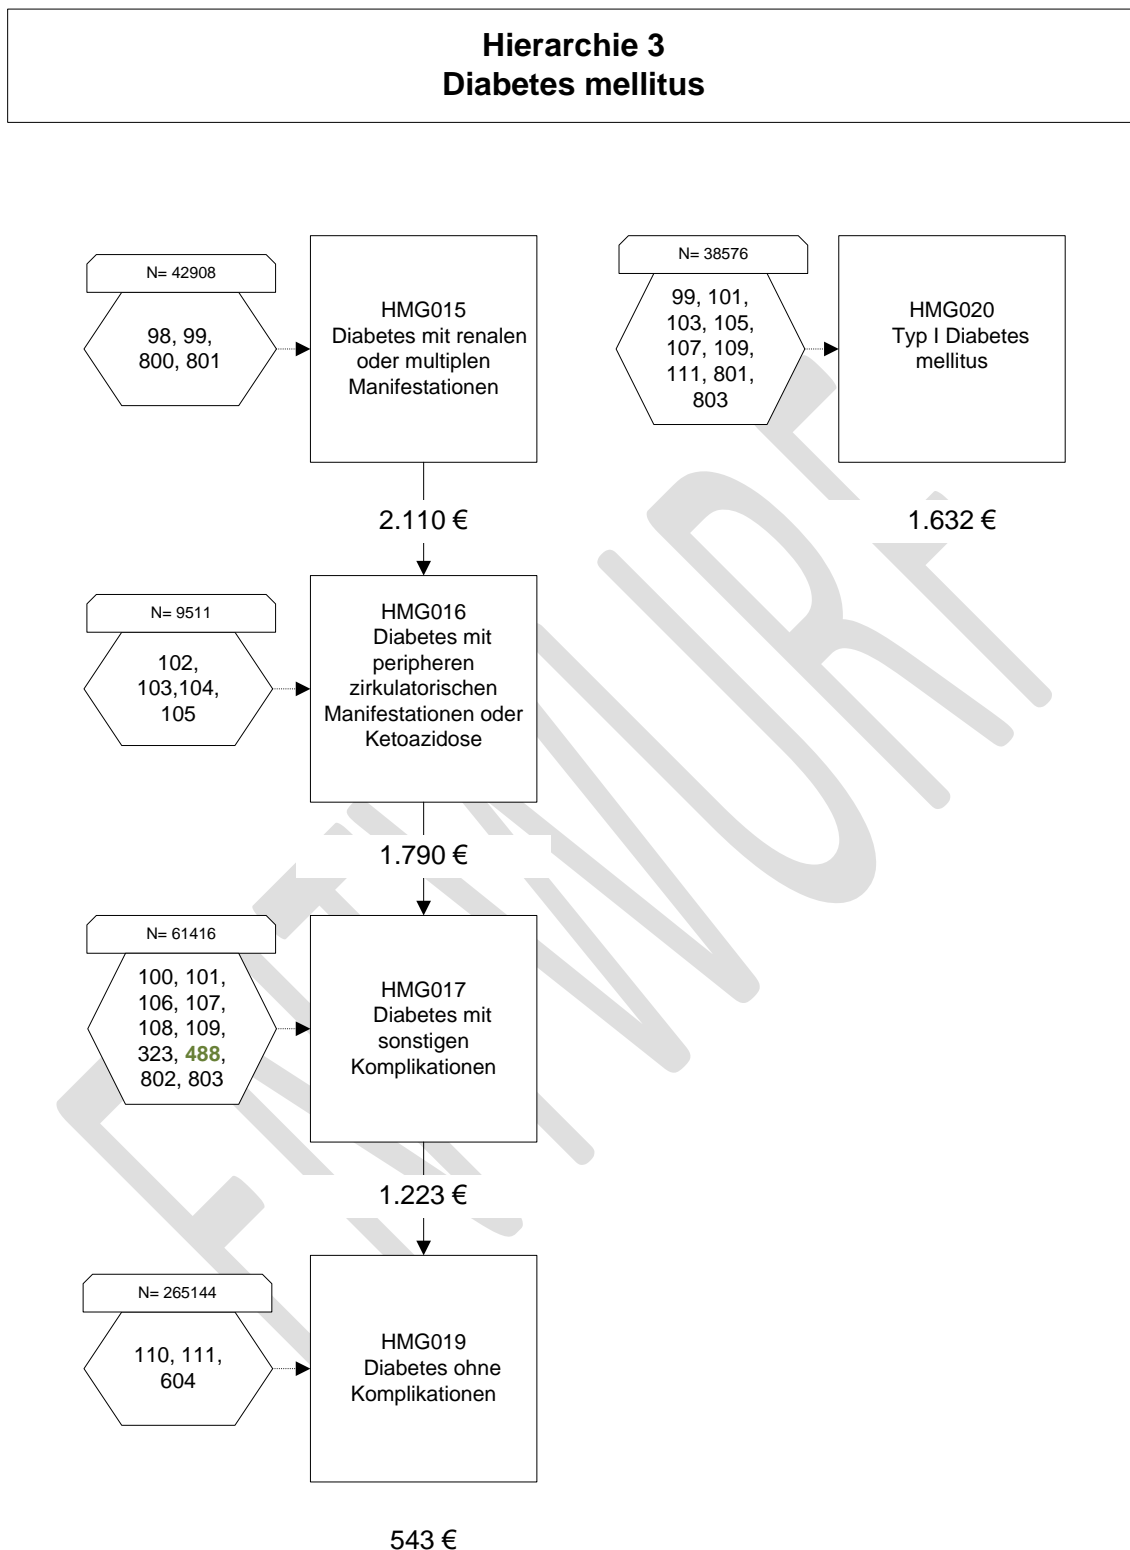 Hierarchie 3
Diabetes mellitus
N= 42908
98, 99,
800, 801
HMG015
Diabetes mit renalen
oder multiplen
Manifestationen
2.110 €
N= 38576
99, 101,
103, 105,
107, 109,
111, 801,
803
HMG020
Typ I Diabetes
mellitus
1.632 €
N= 9511
102,
103,104,
105
HMG016
Diabetes mit
peripheren
zirkulatorischen
Manifestationen oder
Ketoazidose
1.790 €
N= 61416
100, 101,
106, 107,
108, 109,
323, 488,
802, 803
HMG017
Diabetes mit
sonstigen
Komplikationen
1.223 €
N= 265144
110, 111,
604
HMG019
Diabetes ohne
Komplikationen
543 €
ENTWURF